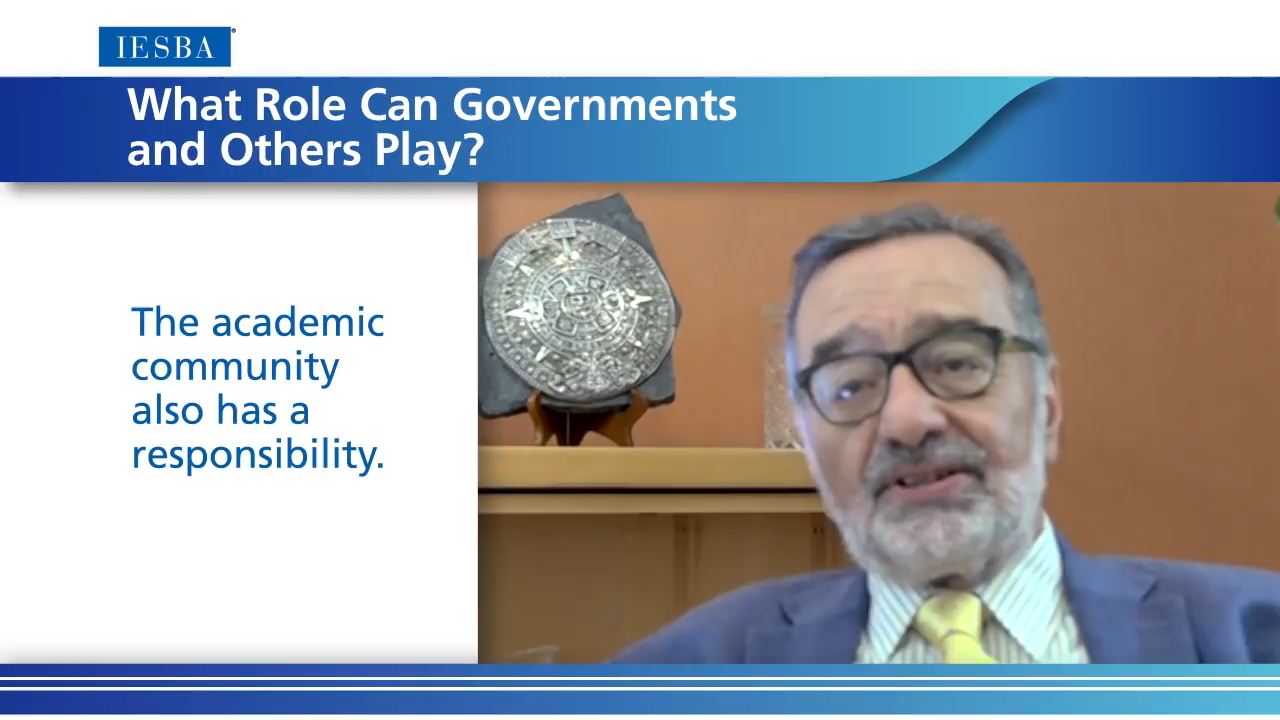 IESBA®
What Role Can Governments
and Others Play?
The academic
community
also has a
responsibility.